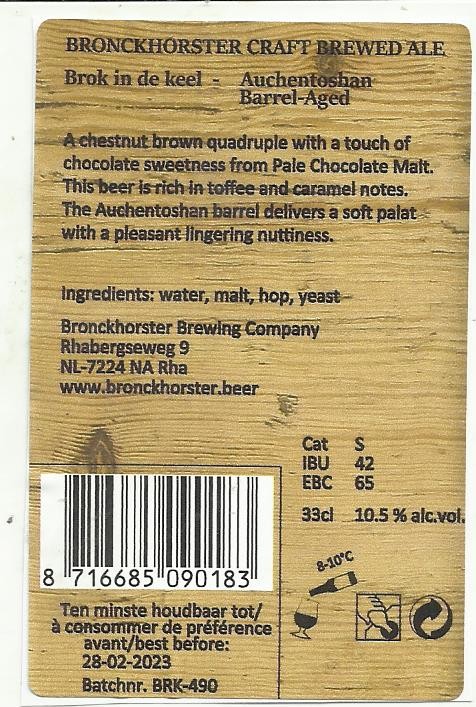 BRONCKHORSTER CRAFT BREWED ALE
Brok in de keel - Auchentoshan
Barrel-Aged
A chestnut brown quadruple with a touch of
chocolate sweetness from Pale Chocolate Malt.
This beer is rich in toffee and caramel notes.
The Auchentoshan barrel delivers a soft palat
with a pleasant lingering nuttiness.
Ingredients: water, malt, hop, yeast
Bronckhorster Brewing Company
Rhabergseweg 9
NL-7224 NA Rha
www.bronckhorster.beer
Cat S
IBU 42
EBC 65
33cl 10.5 % alc.vol.
8-10°C
8 716685 090183
Ten minste houdbaar tot/
à consommer de préférence
avant/best before:
28-02-2023
Batchnr. BRK-490